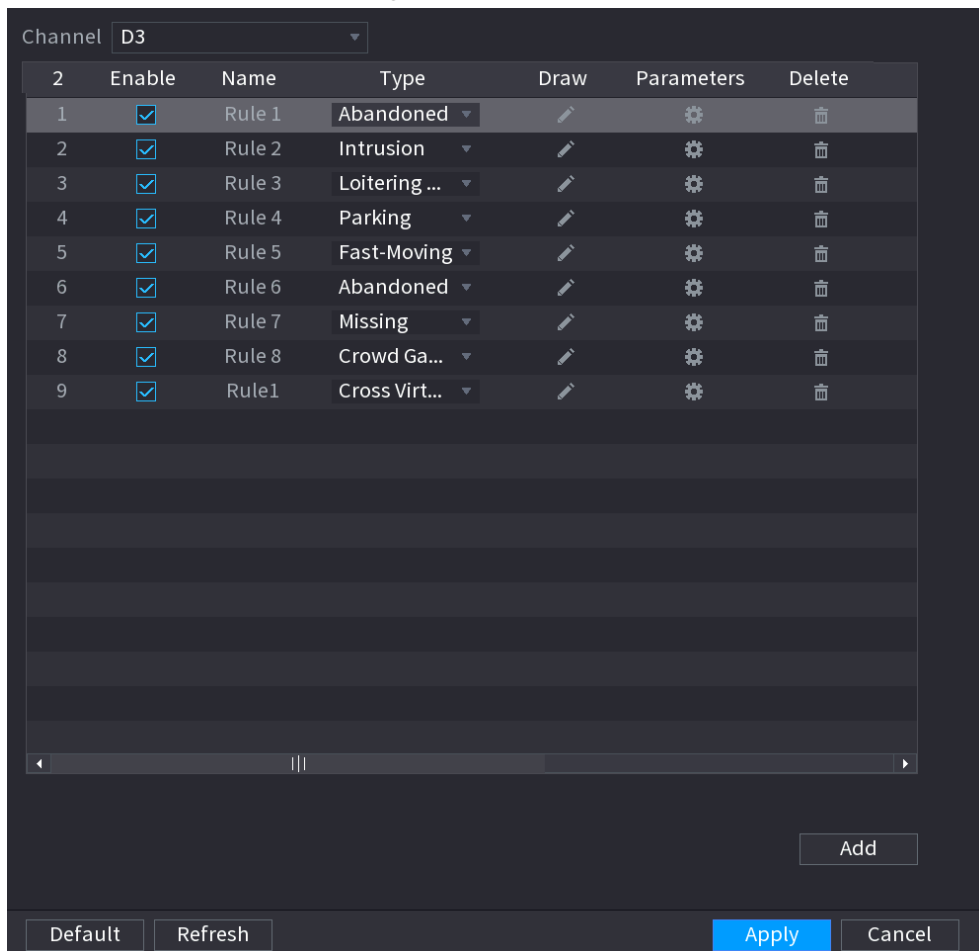 Channel D3
2 Enable Name Type Draw Parameters Delete
1 Rule 1 Abandoned
2 Rule 2 Intrusion
3 Rule 3 Loitering ...
4 Rule 4 Parking
5 Rule 5 Fast-Moving
6 Rule 6 Abandoned
7 Rule 7 Missing
8 Rule 8 Crowd Ga...
9 Rule1 Cross Virt...
Add
Default Refresh Apply Cancel